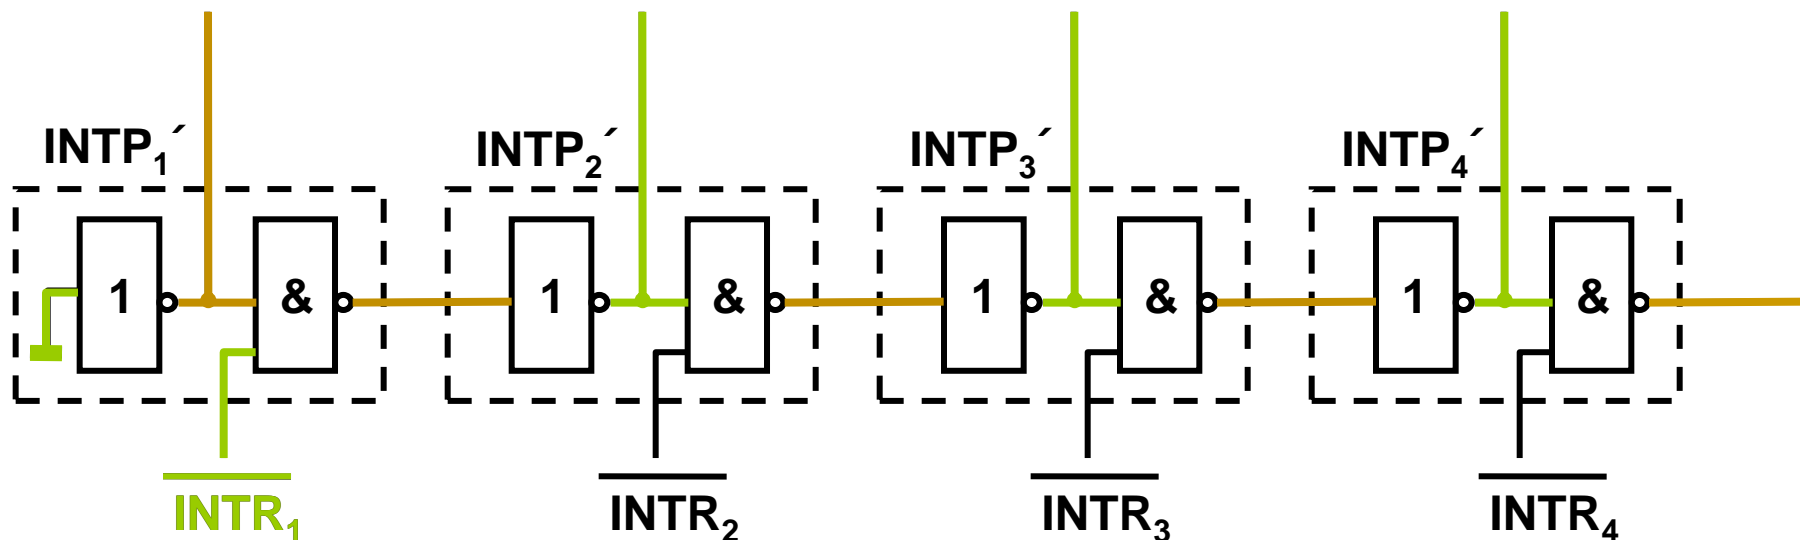 INTP₁´ INTP₂´ INTP₃´ INTP₄´
1 & 1 & 1 & 1 &
INTR₁ INTR₂ INTR₃ INTR₄